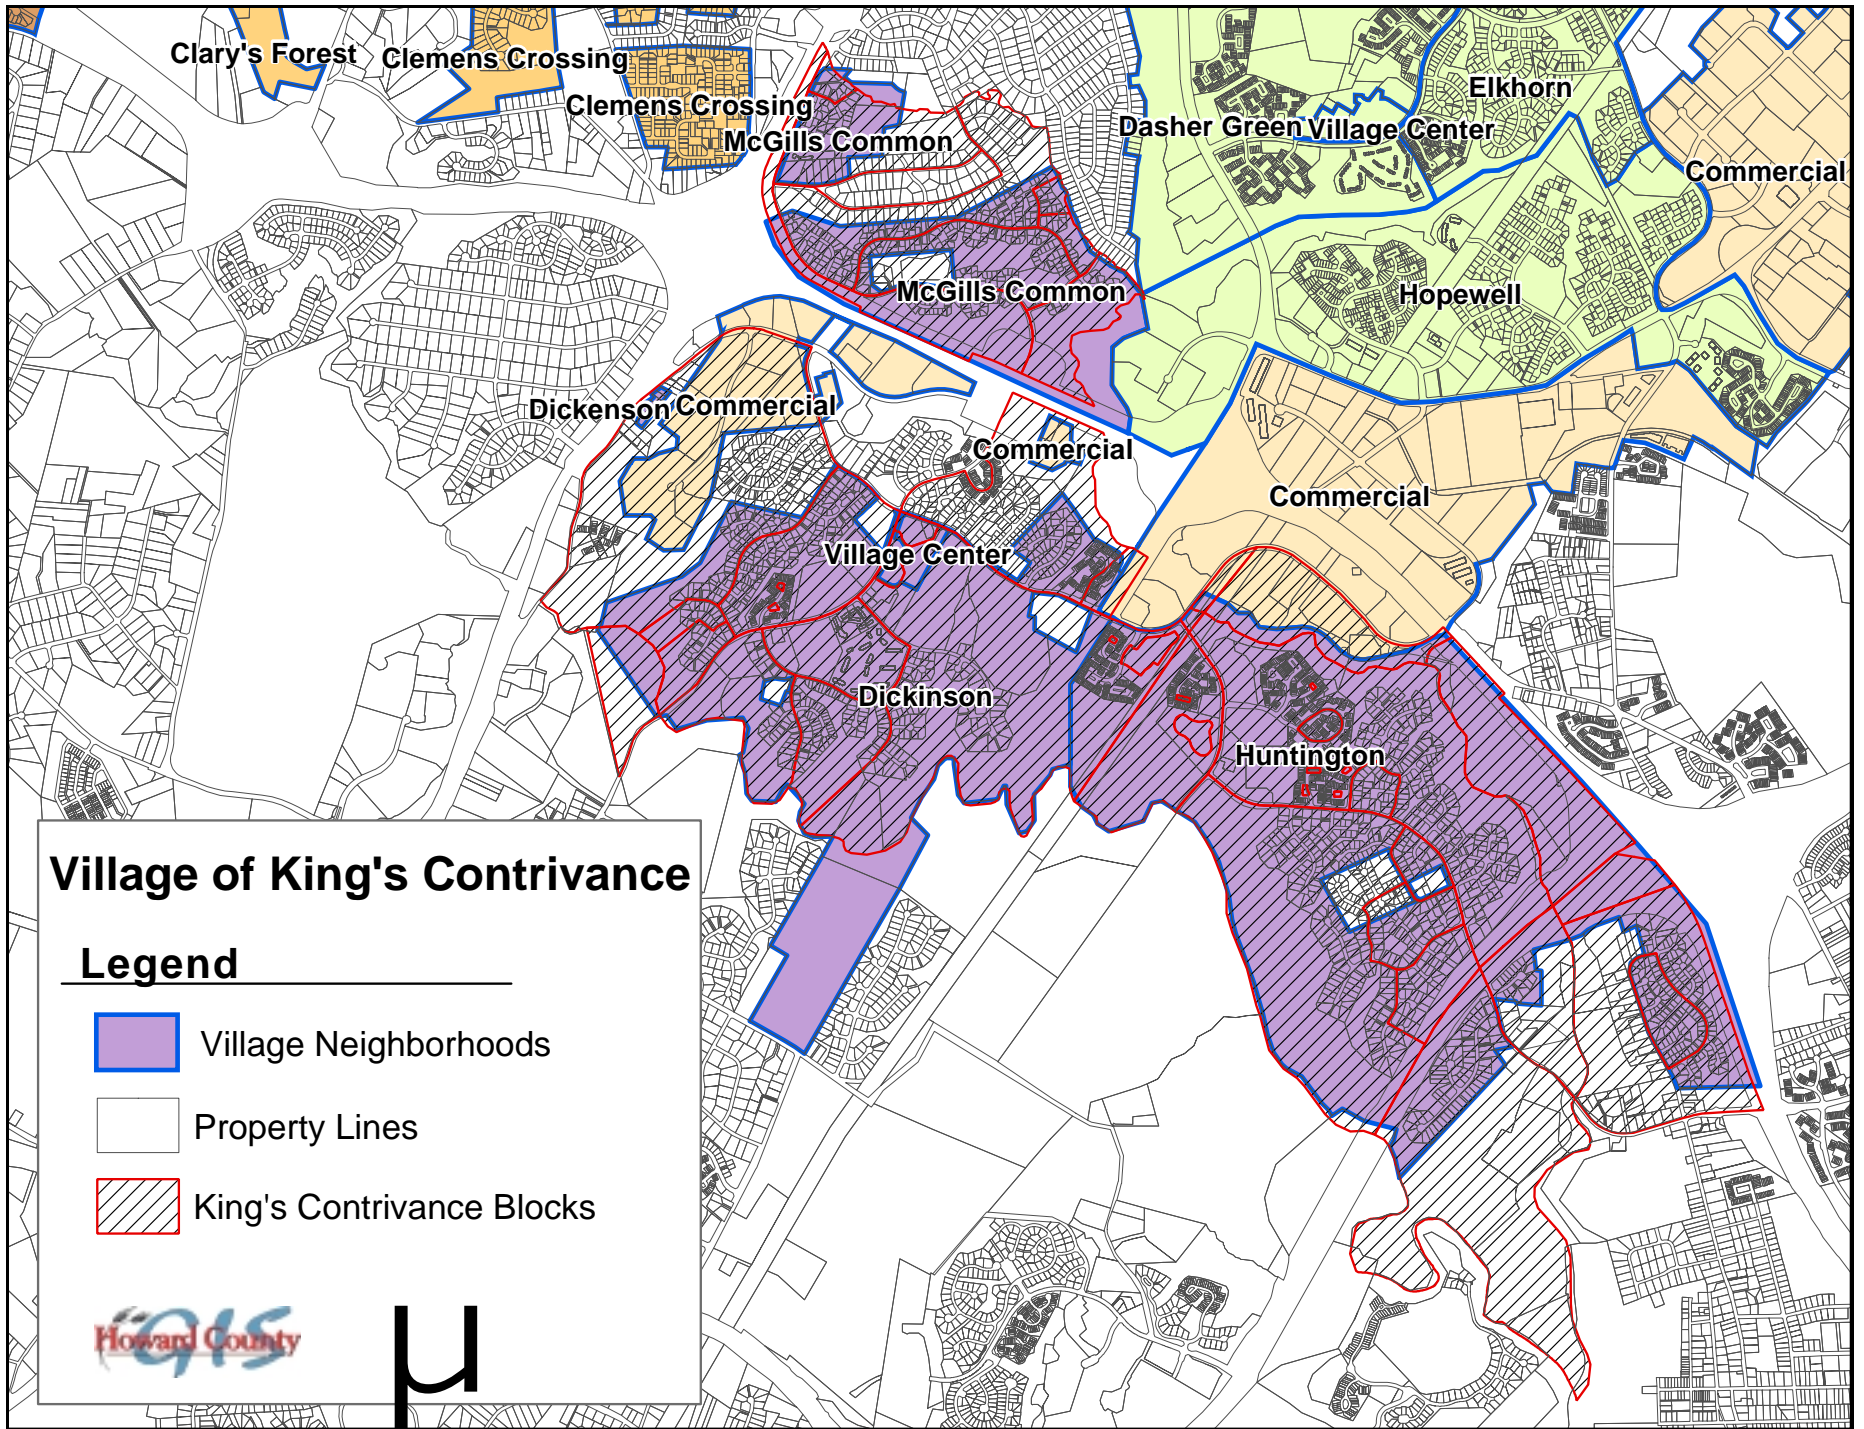 Clary's Forest
Clemens Crossing
Clemens Crossing
McGills Common
Dasher Green
Village Center
Elkhorn
Commercial
McGills Common
Hopewell
Dickenson
Commercial
Commercial
Commercial
Village Center
Dickinson
Huntington
Village of King's Contrivance
Legend
Village Neighborhoods
Property Lines
King's Contrivance Blocks
Howard County
GIS
µ